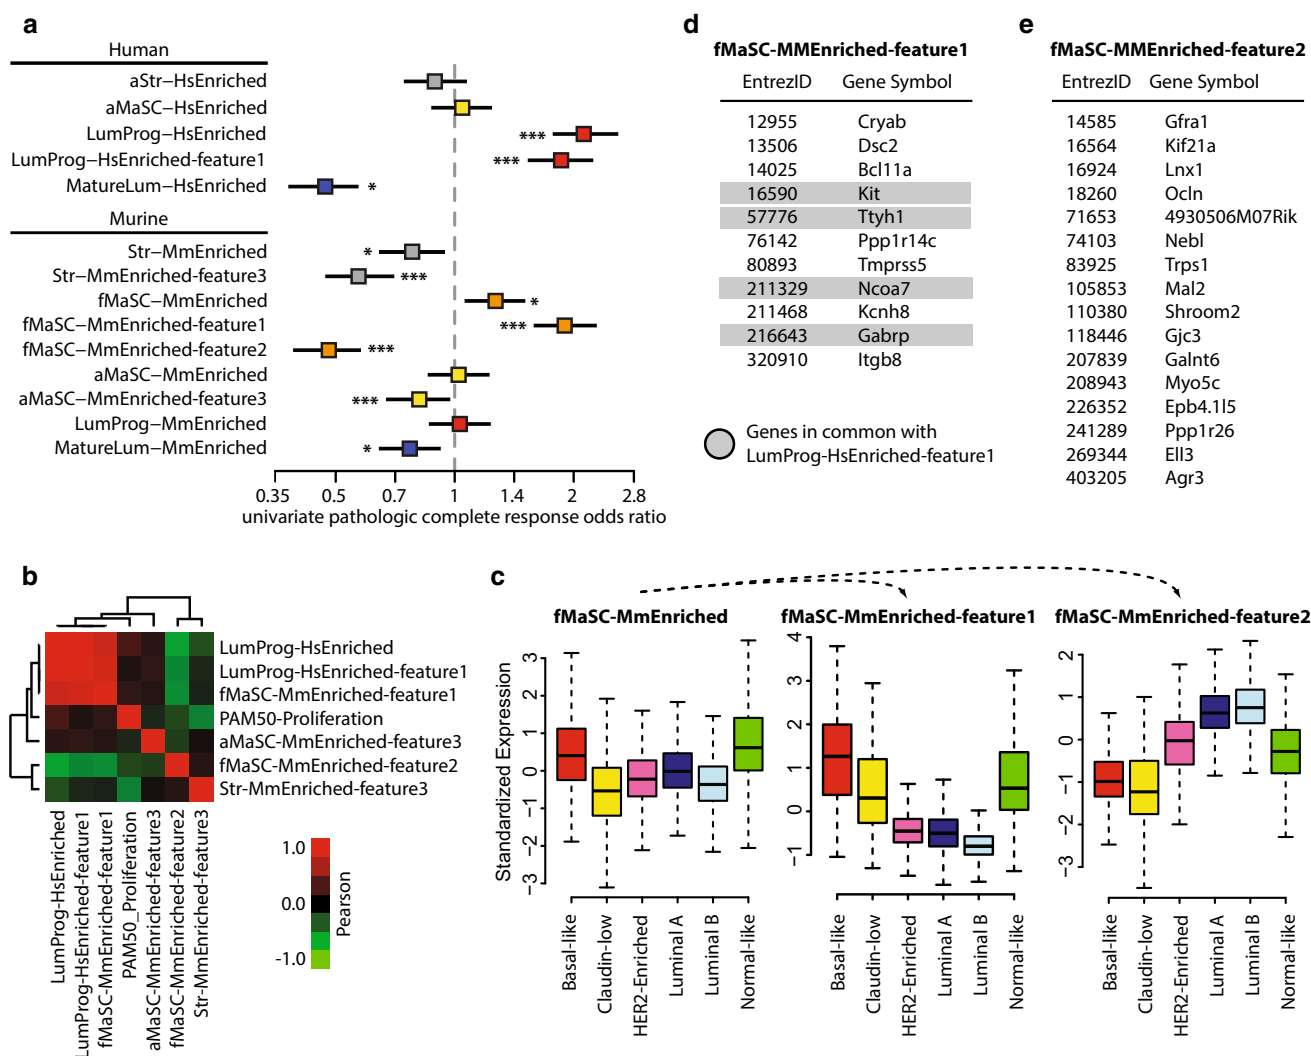 a
Human
aStr–HsEnriched
aMaSC–HsEnriched
LumProg–HsEnriched
***
LumProg–HsEnriched-feature1
***
MatureLum–HsEnriched
*
Murine
Str–MmEnriched
*
Str–MmEnriched-feature3
***
fMaSC–MmEnriched
*
fMaSC–MmEnriched-feature1
***
fMaSC–MmEnriched-feature2
***
aMaSC–MmEnriched
aMaSC–MmEnriched-feature3
***
LumProg–MmEnriched
MatureLum–MmEnriched
*
0.35 0.5 0.7 1 1.4 2 2.8
univariate pathologic complete response odds ratio
d
fMaSC-MMEnriched-feature1
EntrezID Gene Symbol
12955 Cryab
13506 Dsc2
14025 Bcl11a
16590 Kit
57776 Ttyh1
76142 Ppp1r14c
80893 Tmprss5
211329 Ncoa7
211468 Kcnh8
216643 Gabrp
320910 Itgb8
Genes in common with
LumProg-HsEnriched-feature1
e
fMaSC-MMEnriched-feature2
EntrezID Gene Symbol
14585 Gfra1
16564 Kif21a
16924 Lnx1
18260 Ocln
71653 4930506M07Rik
74103 Nebl
83925 Trps1
105853 Mal2
110380 Shroom2
118446 Gjc3
207839 Galnt6
208943 Myo5c
226352 Epb4.1l5
241289 Ppp1r26
269344 Ell3
403205 Agr3
b
LumProg-HsEnriched
LumProg-HsEnriched-feature1
fMaSC-MmEnriched-feature1
PAM50-Proliferation
aMaSC-MmEnriched-feature3
fMaSC-MmEnriched-feature2
Str-MmEnriched-feature3
LumProg-HsEnriched
LumProg-HsEnriched-feature1
fMaSC-MmEnriched-feature1
PAM50_Proliferation
aMaSC-MmEnriched-feature3
fMaSC-MmEnriched-feature2
Str-MmEnriched-feature3
1.0
0.0
-1.0
Pearson
c
fMaSC-MmEnriched
Standardized Expression
3
2
1
0
−1
−2
−3
Basal-like
Claudin-low
HER2-Enriched
Luminal A
Luminal B
Normal-like
fMaSC-MmEnriched-feature1
4
3
2
1
0
−1
Basal-like
Claudin-low
HER2-Enriched
Luminal A
Luminal B
Normal-like
fMaSC-MmEnriched-feature2
2
1
0
−1
−2
−3
Basal-like
Claudin-low
HER2-Enriched
Luminal A
Luminal B
Normal-like